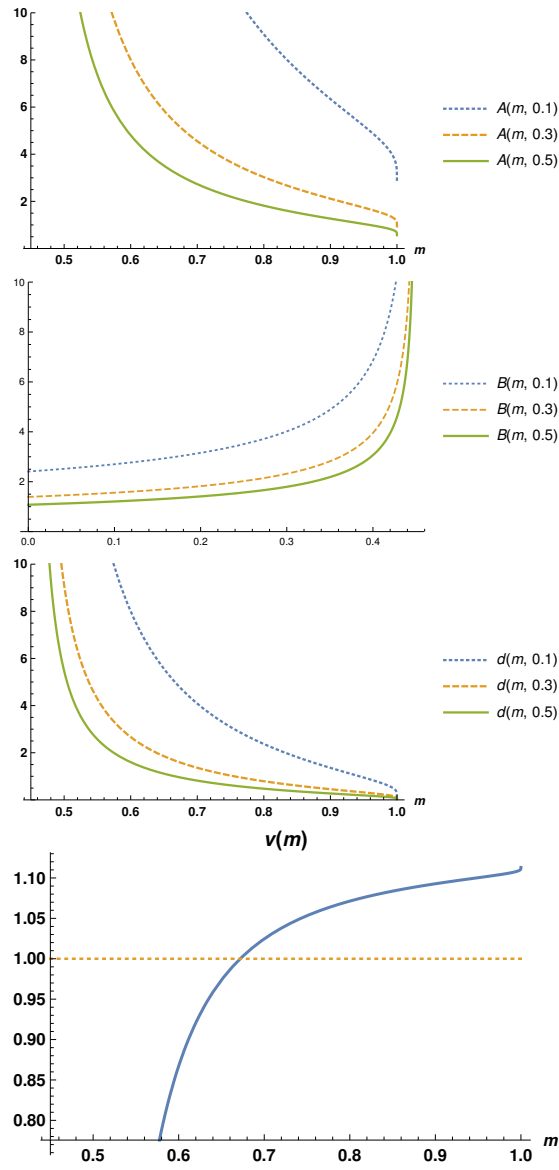 10
8
6
4
2
0.5 0.6 0.7 0.8 0.9 1.0 m
A(m, 0.1)
A(m, 0.3)
A(m, 0.5)
10
8
6
4
2
0.0 0.1 0.2 0.3 0.4
B(m, 0.1)
B(m, 0.3)
B(m, 0.5)
10
8
6
4
2
0.5 0.6 0.7 0.8 0.9 1.0 m
d(m, 0.1)
d(m, 0.3)
d(m, 0.5)
v(m)
1.10
1.05
1.00
0.95
0.90
0.85
0.80
0.5 0.6 0.7 0.8 0.9 1.0 m